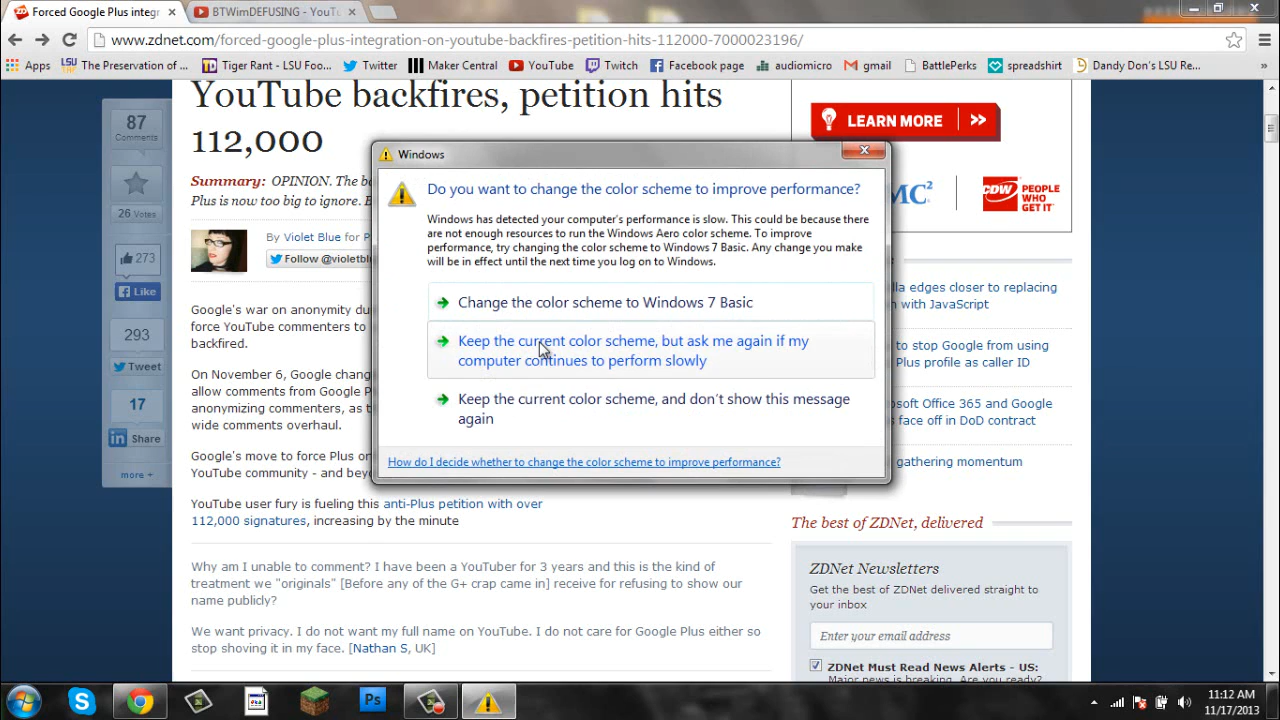 Forced Google Plus integr
BTWimDEFUSING - YouTu
www.zdnet.com/forced-google-plus-integration-on-youtube-backfires-petition-hits-112000-7000023196/
Apps
The Preservation of ...
Tiger Rant - LSU Foo...
Twitter
Maker Central
YouTube
Twitch
Facebook page
audiomicro
gmail
BattlePerks
spreadshirt
Dandy Don's LSU Re...
»
YouTube backfires, petition hits
112,000
Summary: OPINION. The ba
Plus is now too big to ignore. B
By Violet Blue for P
Follow @violetblu
87
Comments
26 Votes
273
Like
293
Tweet
17
in Share
more +
Google's war on anonymity du
force YouTube commenters to
backfired.
On November 6, Google chang
allow comments from Google P
anonymizing commenters, as t
wide comments overhaul.
Google's move to force Plus on
YouTube community - and bey
YouTube user fury is fueling this anti-Plus petition with over
112,000 signatures, increasing by the minute
Why am I unable to comment? I have been a YouTuber for 3 years and this is the kind of
treatment we "originals" [Before any of the G+ crap came in] receive for refusing to show our
name publicly?
We want privacy. I do not want my full name on YouTube. I do not care for Google Plus either so
stop shoving it in my face. [Nathan S, UK]
Windows
Do you want to change the color scheme to improve performance?
Windows has detected your computer's performance is slow. This could be because there
are not enough resources to run the Windows Aero color scheme. To improve
performance, try changing the color scheme to Windows 7 Basic. Any change you make
will be in effect until the next time you log on to Windows.
Change the color scheme to Windows 7 Basic
Keep the current color scheme, but ask me again if my
computer continues to perform slowly
Keep the current color scheme, and don't show this message
again
How do I decide whether to change the color scheme to improve performance?
LEARN MORE
MC²
CDW
PEOPLE
WHO
GET IT
lla edges closer to replacing
with JavaScript
to stop Google from using
Plus profile as caller ID
osoft Office 365 and Google
s face off in DoD contract
gathering momentum
The best of ZDNet, delivered
ZDNet Newsletters
Get the best of ZDNet delivered straight to
your inbox
Enter your email address
ZDNet Must Read News Alerts - US:
Major news is breaking. Are you ready?
Ps
11:12 AM
11/17/2013